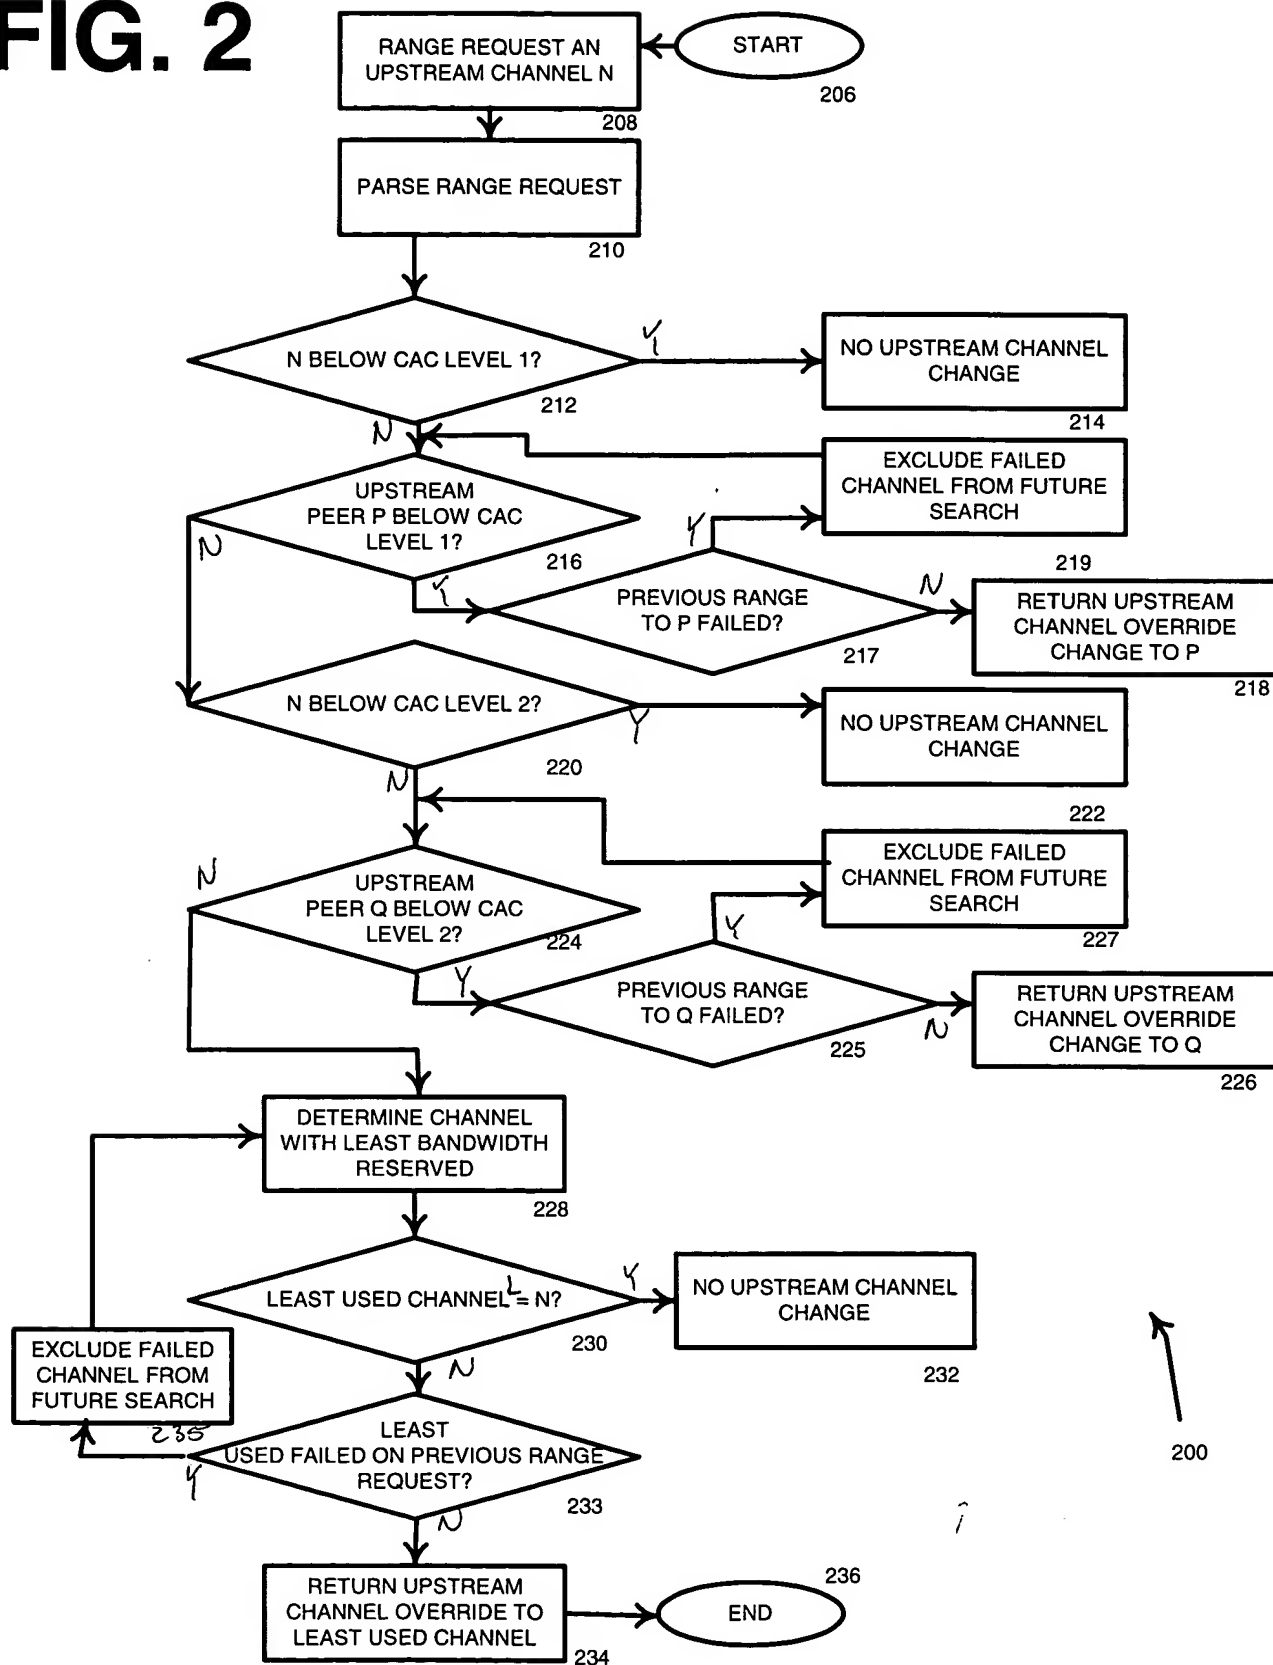 FIG. 2
START
206
RANGE REQUEST AN
UPSTREAM CHANNEL N
208
PARSE RANGE REQUEST
210
N BELOW CAC LEVEL 1?
212
Y
NO UPSTREAM CHANNEL
CHANGE
214
N
UPSTREAM
PEER P BELOW CAC
LEVEL 1?
216
N
Y
EXCLUDE FAILED
CHANNEL FROM FUTURE
SEARCH
219
Y
PREVIOUS RANGE
TO P FAILED?
217
N
RETURN UPSTREAM
CHANNEL OVERRIDE
CHANGE TO P
218
N BELOW CAC LEVEL 2?
220
Y
NO UPSTREAM CHANNEL
CHANGE
222
N
UPSTREAM
PEER Q BELOW CAC
LEVEL 2?
224
N
Y
EXCLUDE FAILED
CHANNEL FROM FUTURE
SEARCH
227
Y
PREVIOUS RANGE
TO Q FAILED?
225
N
RETURN UPSTREAM
CHANNEL OVERRIDE
CHANGE TO Q
226
DETERMINE CHANNEL
WITH LEAST BANDWIDTH
RESERVED
228
LEAST USED CHANNEL L = N?
230
Y
NO UPSTREAM CHANNEL
CHANGE
232
N
EXCLUDE FAILED
CHANNEL FROM
FUTURE SEARCH
235
LEAST
USED FAILED ON PREVIOUS RANGE
REQUEST?
233
Y
N
RETURN UPSTREAM
CHANNEL OVERRIDE TO
LEAST USED CHANNEL
234
END
236
200